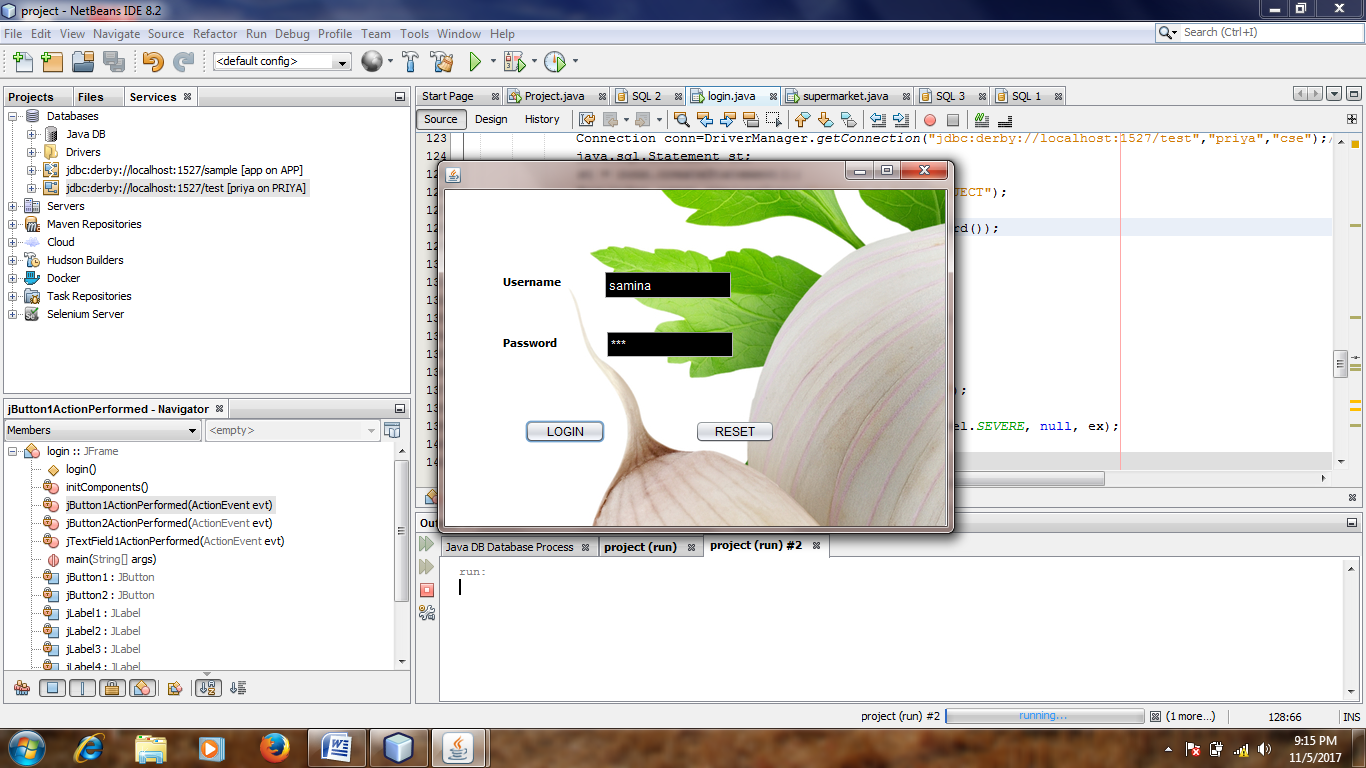 project - NetBeans IDE 8.2
File Edit View Navigate Source Refactor Run Debug Profile Team Tools Window Help
Search (Ctrl+I)
<default config>
Projects Files Services
Databases
Java DB
Drivers
jdbc:derby://localhost:1527/sample [app on APP]
jdbc:derby://localhost:1527/test [priya on PRIYA]
Servers
Maven Repositories
Cloud
Hudson Builders
Docker
Task Repositories
Selenium Server
jButton1ActionPerformed - Navigator
Members <empty>
login :: JFrame
login()
initComponents()
jButton1ActionPerformed(ActionEvent evt)
jButton2ActionPerformed(ActionEvent evt)
jTextField1ActionPerformed(ActionEvent evt)
main(String[] args)
jButton1 : JButton
jButton2 : JButton
jLabel1 : JLabel
jLabel2 : JLabel
jLabel3 : JLabel
jLabel4 : JLabel
Start Page Project.java SQL 2 login.java supermarket.java SQL 3 SQL 1
Source Design History
123 Connection conn=DriverManager.getConnection("jdbc:derby://localhost:1527/test","priya","cse");/
124 java.sql.Statement st;
JECT");
rd());
);
el.SEVERE, null, ex);
Username samina
Password ***
LOGIN RESET
Java DB Database Process project (run) project (run) #2
run:
project (run) #2 running... (1 more...) 128:66 INS
9:15 PM
11/5/2017